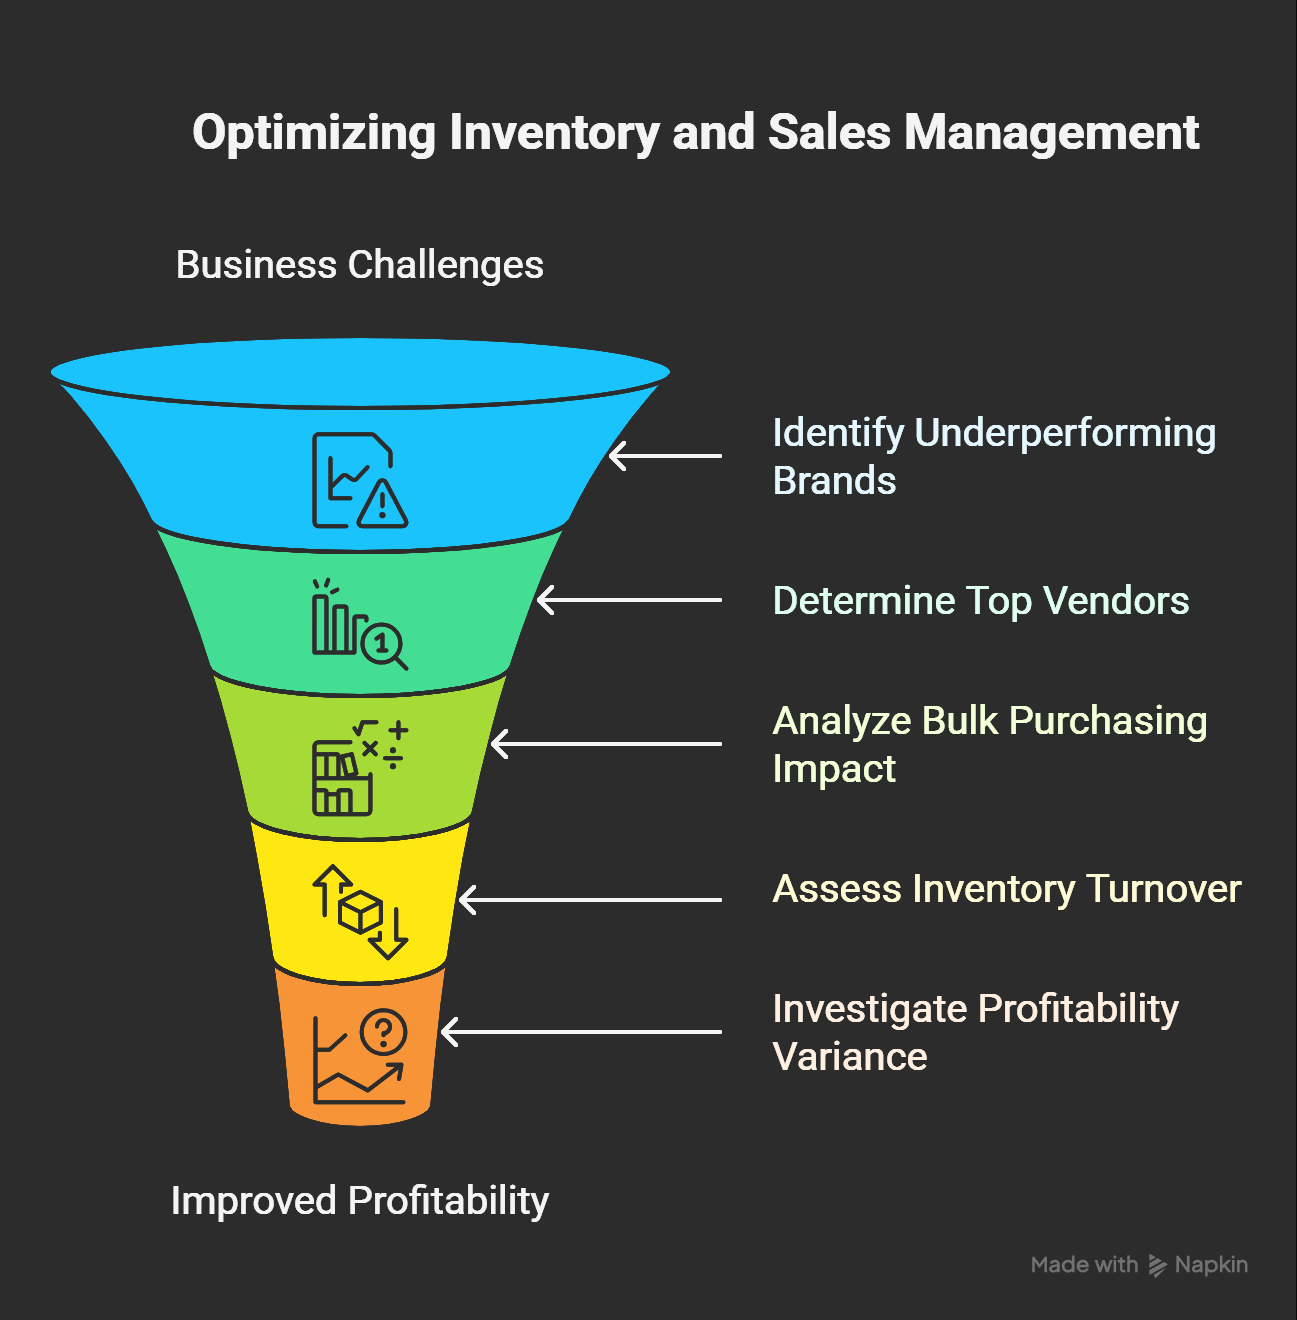 Optimizing Inventory and Sales Management
Business Challenges
Identify Underperforming
Brands
Determine Top Vendors
1
Analyze Bulk Purchasing
Impact
Assess Inventory Turnover
Investigate Profitability
Variance
?
Improved Profitability
Made with Napkin